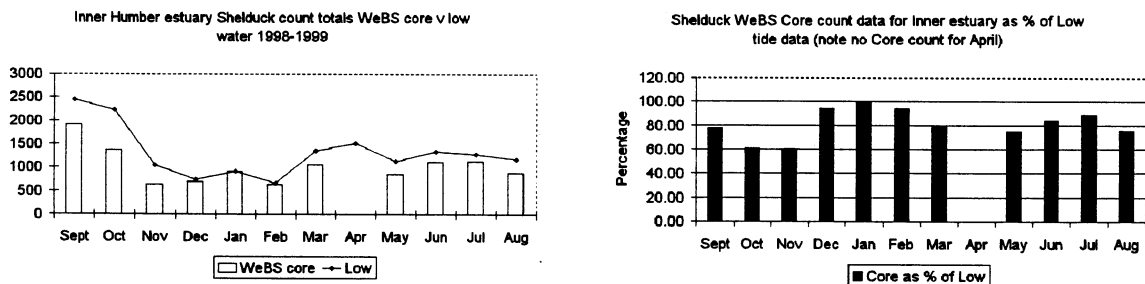 Inner Humber estuary Shelduck count totals WeBS core v low
water 1998-1999
3000
2500
2000
1500
1000
500
0
Sept Oct Nov Dec Jan Feb Mar Apr May Jun Jul Aug
WeBS core Low
Shelduck WeBS Core count data for Inner estuary as % of Low
tide data (note no Core count for April)
Percentage
120.00
100.00
80.00
60.00
40.00
20.00
0.00
Sept Oct Nov Dec Jan Feb Mar Apr May Jun Jul Aug
Core as % of Low